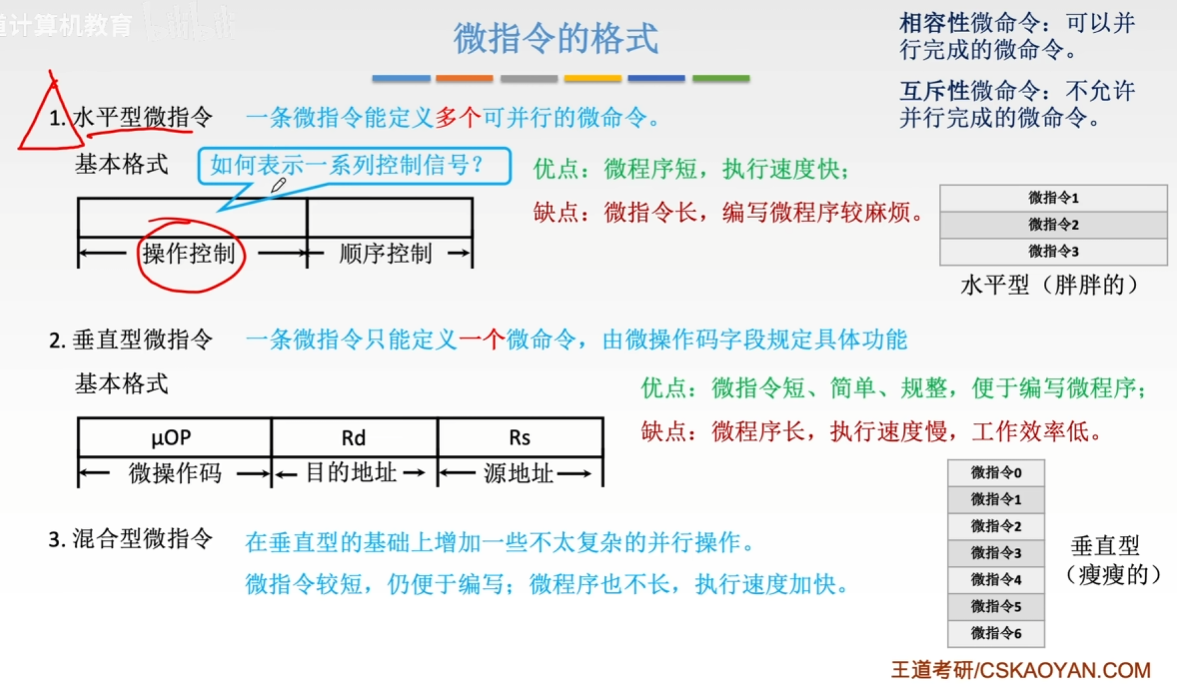 道计算机教育
微指令的格式
相容性微命令：可以并
行完成的微命令。
互斥性微命令：不允许
并行完成的微命令。
1. 水平型微指令 一条微指令能定义多个可并行的微命令。
基本格式 如何表示一系列控制信号？
优点：微程序短，执行速度快；
缺点：微指令长，编写微程序较麻烦。
操作控制 顺序控制
微指令1
微指令2
微指令3
水平型（胖胖的）
2. 垂直型微指令 一条微指令只能定义一个微命令，由微操作码字段规定具体功能
基本格式
优点：微指令短、简单、规整，便于编写微程序；
缺点：微程序长，执行速度慢，工作效率低。
μOP Rd Rs
微操作码 目的地址 源地址
微指令0
微指令1
微指令2
微指令3
微指令4
微指令5
微指令6
垂直型
（瘦瘦的）
3. 混合型微指令 在垂直型的基础上增加一些不太复杂的并行操作。
微指令较短，仍便于编写；微程序也不长，执行速度加快。
王道考研/CSKAOYAN.COM